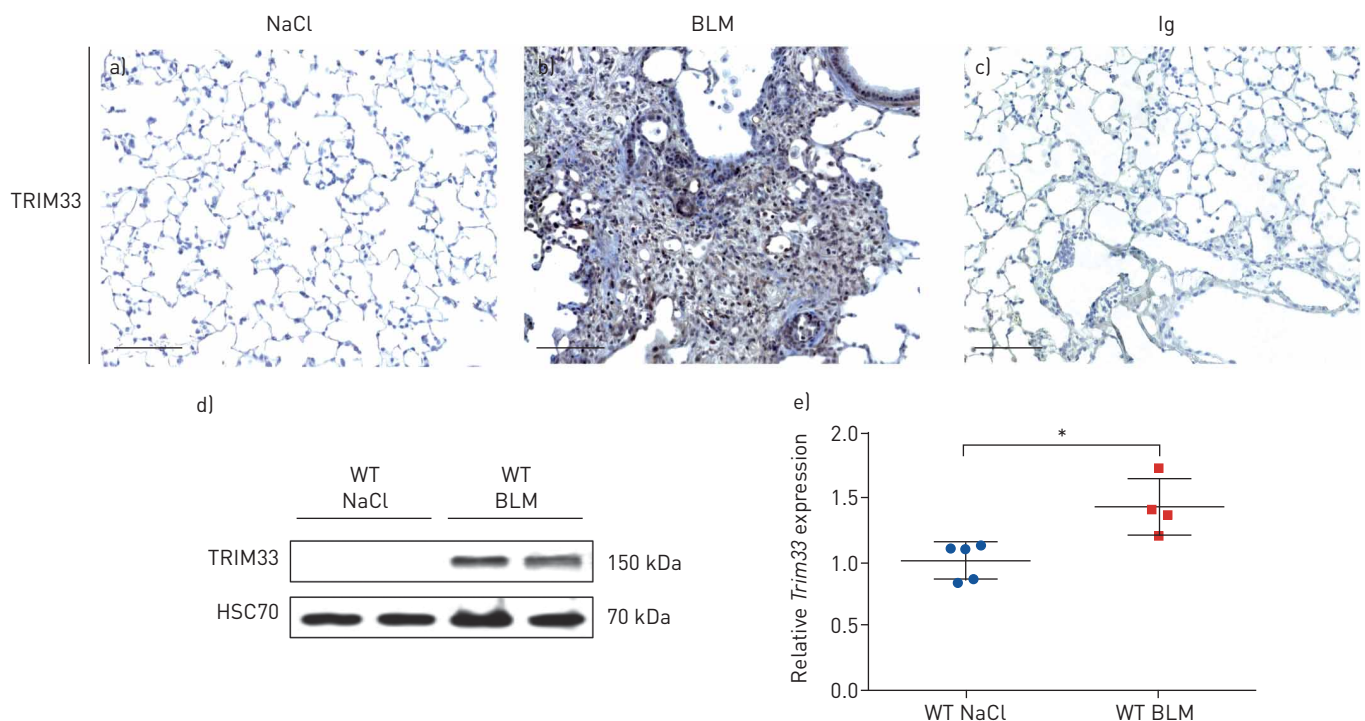 NaCl
BLM
Ig
a)
b)
c)
TRIM33
d)
WT
NaCl
WT
BLM
TRIM33
150 kDa
HSC70
70 kDa
e)
*
Relative Trim33 expression
2.0
1.5
1.0
0.5
0.0
WT NaCl
WT BLM